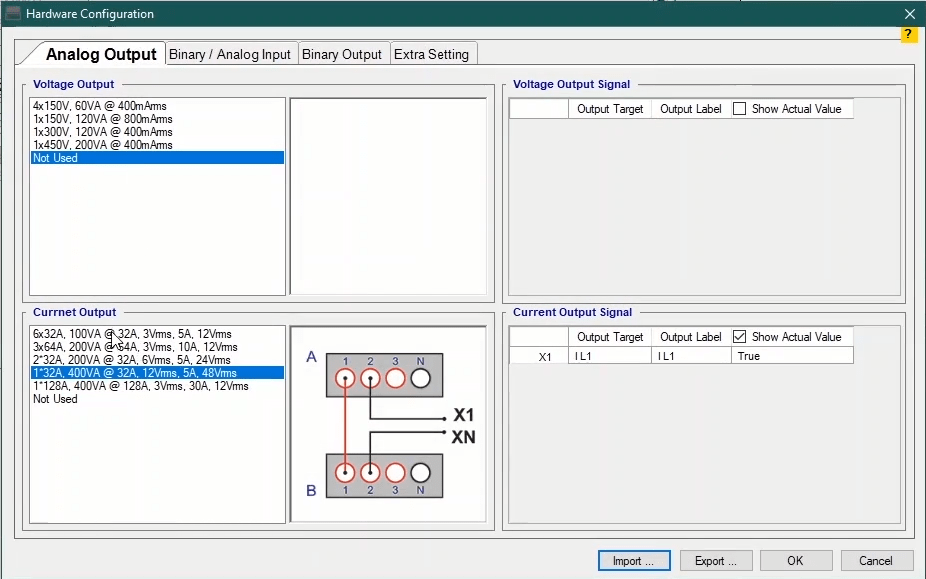 Hardware Configuration
?
Analog Output
Binary / Analog Input
Binary Output
Extra Setting
Voltage Output
4x150V, 60VA @ 400mArms
1x150V, 120VA @ 800mArms
1x300V, 120VA @ 400mArms
1x450V, 200VA @ 400mArms
Not Used
Voltage Output Signal
Output Target Output Label Show Actual Value
Currnet Output
6x32A, 100VA @ 32A, 3Vrms, 5A, 12Vrms
3x64A, 200VA @ 64A, 3Vrms, 10A, 12Vrms
2*32A, 200VA @ 32A, 6Vrms, 5A, 24Vrms
1*32A, 400VA @ 32A, 12Vrms, 5A, 48Vrms
1*128A, 400VA @ 128A, 3Vrms, 30A, 12Vrms
Not Used
A
1 2 3 N
X1
XN
B
1 2 3 N
Current Output Signal
Output Target Output Label Show Actual Value
X1 I L1 I L1 True
Import ... Export ... OK Cancel